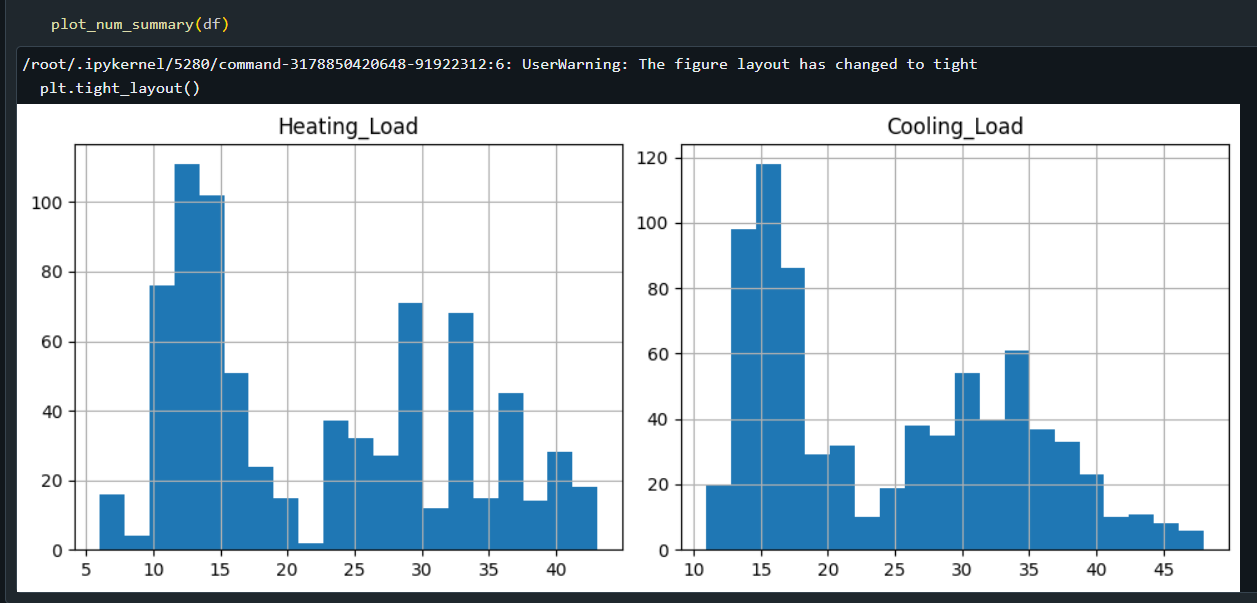 plot_num_summary(df)
/root/.ipykernel/5280/command-3178850420648-91922312:6: UserWarning: The figure layout has changed to tight
plt.tight_layout()
Heating_Load
100
80
60
40
20
0
5 10 15 20 25 30 35 40
Cooling_Load
120
100
80
60
40
20
0
10 15 20 25 30 35 40 45